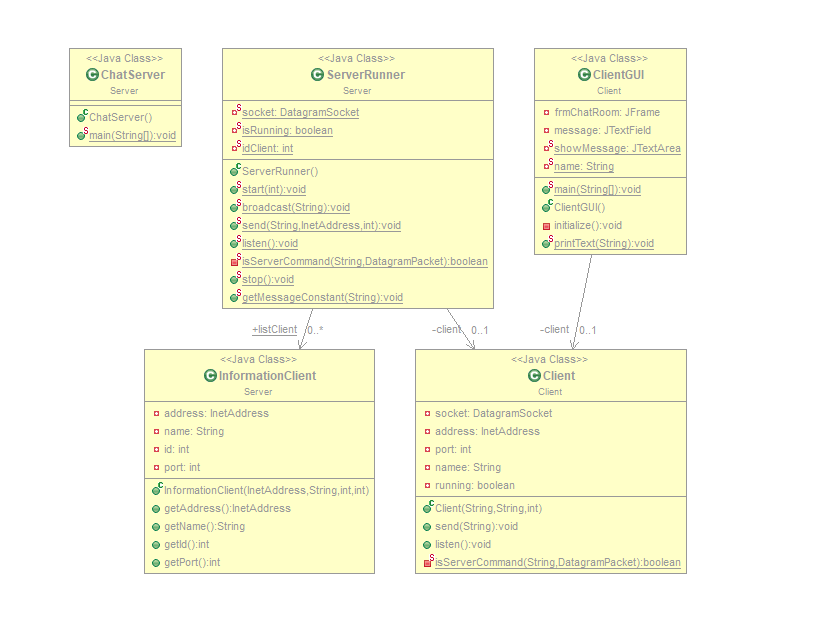 <<Java Class>>
ChatServer
Server
ChatServer()
main(String[]):void
<<Java Class>>
ServerRunner
Server
socket: DatagramSocket
isRunning: boolean
idClient: int
ServerRunner()
start(int):void
broadcast(String):void
send(String,InetAddress,int):void
listen():void
isServerCommand(String,DatagramPacket):boolean
stop():void
getMessageConstant(String):void
<<Java Class>>
ClientGUI
Client
frmChatRoom: JFrame
message: JTextField
showMessage: JTextArea
name: String
main(String[]):void
ClientGUI()
initialize():void
printText(String):void
+listClient 0..*
-client 0..1
-client 0..1
<<Java Class>>
InformationClient
Server
address: InetAddress
name: String
id: int
port: int
InformationClient(InetAddress,String,int,int)
getAddress():InetAddress
getName():String
getId():int
getPort():int
<<Java Class>>
Client
Client
socket: DatagramSocket
address: InetAddress
port: int
namee: String
running: boolean
Client(String,String,int)
send(String):void
listen():void
isServerCommand(String,DatagramPacket):boolean